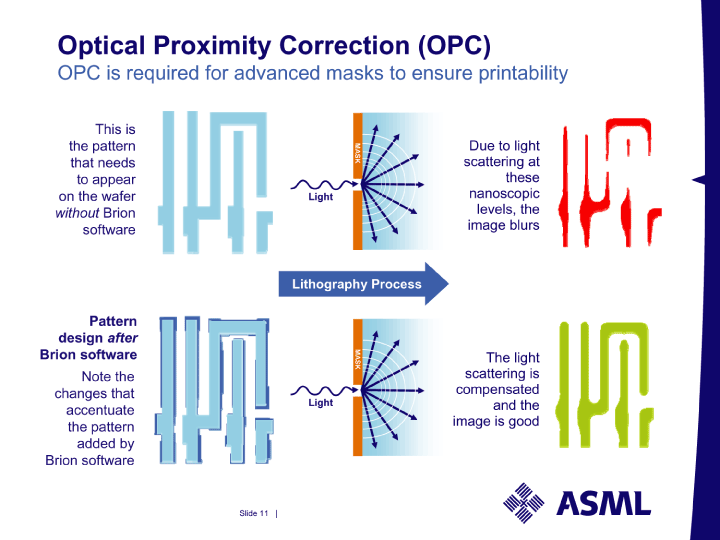 Optical Proximity Correction (OPC)
OPC is required for advanced masks to ensure printability
This is
the pattern
that needs
to appear
on the wafer
without Brion
software
MASK
Light
Due to light
scattering at
these
nanoscopic
levels, the
image blurs
Lithography Process
Pattern
design after
Brion software
Note the
changes that
accentuate
the pattern
added by
Brion software
MASK
Light
The light
scattering is
compensated
and the
image is good
Slide 11 |
ASML